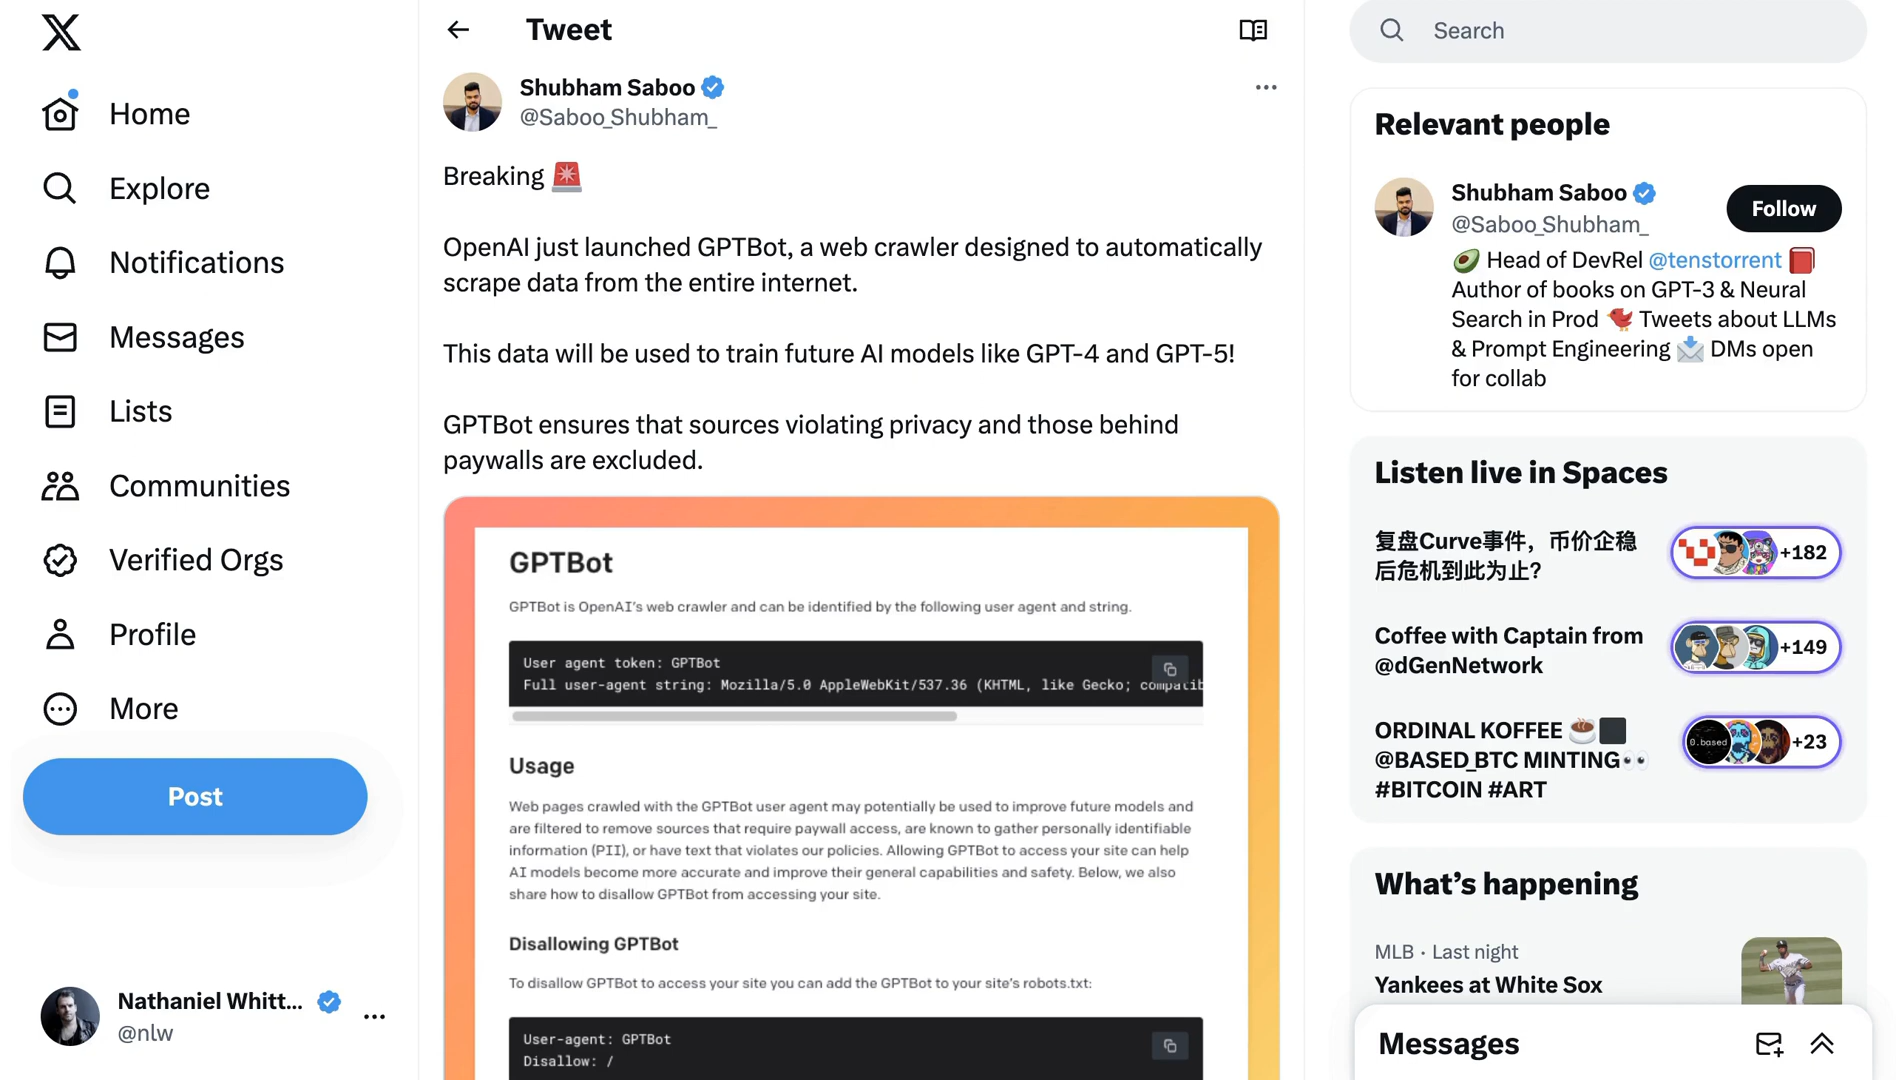 Home
Explore
Notifications
Messages
Lists
Communities
Verified Orgs
Profile
More
Post
Nathaniel Whitt...
@nlw
Tweet
Shubham Saboo
@Saboo_Shubham_
Breaking 🚨
OpenAI just launched GPTBot, a web crawler designed to automatically
scrape data from the entire internet.
This data will be used to train future AI models like GPT-4 and GPT-5!
GPTBot ensures that sources violating privacy and those behind
paywalls are excluded.
GPTBot
GPTBot is OpenAI's web crawler and can be identified by the following user agent and string.
User agent token: GPTBot
Full user-agent string: Mozilla/5.0 AppleWebKit/537.36 (KHTML, like Gecko; compatib
Usage
Web pages crawled with the GPTBot user agent may potentially be used to improve future models and
are filtered to remove sources that require paywall access, are known to gather personally identifiable
information (PII), or have text that violates our policies. Allowing GPTBot to access your site can help
AI models become more accurate and improve their general capabilities and safety. Below, we also
share how to disallow GPTBot from accessing your site.
Disallowing GPTBot
To disallow GPTBot to access your site you can add the GPTBot to your site's robots.txt:
User-agent: GPTBot
Disallow: /
Search
Relevant people
Shubham Saboo
@Saboo_Shubham_
Follow
🥑 Head of DevRel @tenstorrent 📕
Author of books on GPT-3 & Neural
Search in Prod 🐦 Tweets about LLMs
& Prompt Engineering 📩 DMs open
for collab
Listen live in Spaces
复盘Curve事件，币价企稳
后危机到此为止?
+182
Coffee with Captain from
@dGenNetwork
+149
ORDINAL KOFFEE ☕⬛
@BASED_BTC MINTING👀
#BITCOIN #ART
0.based
+23
What's happening
MLB · Last night
Yankees at White Sox
Messages